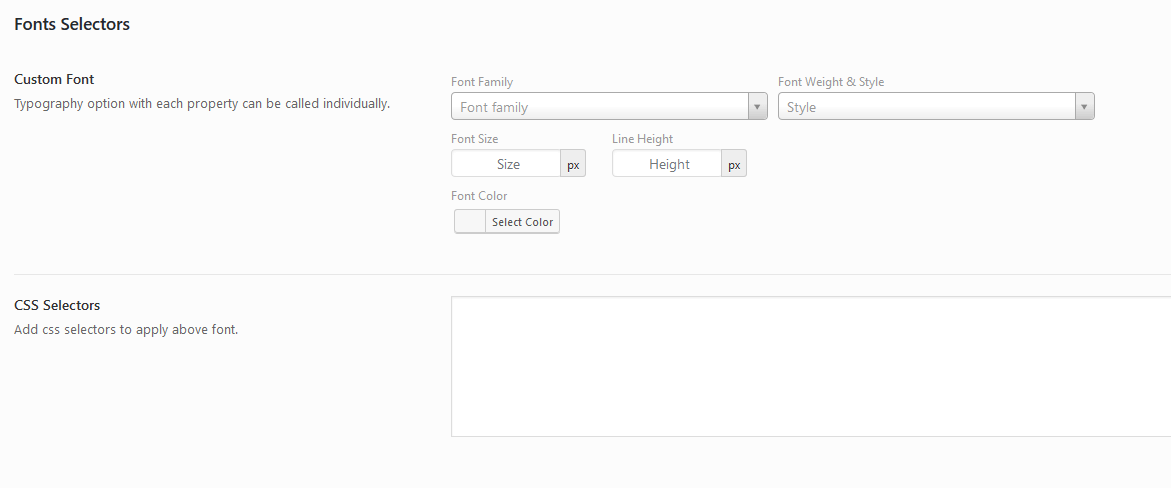 Fonts Selectors
Custom Font
Typography option with each property can be called individually.
Font Family
Font Weight & Style
Font family
Style
Font Size
Line Height
Size px
Height px
Font Color
Select Color
CSS Selectors
Add css selectors to apply above font.